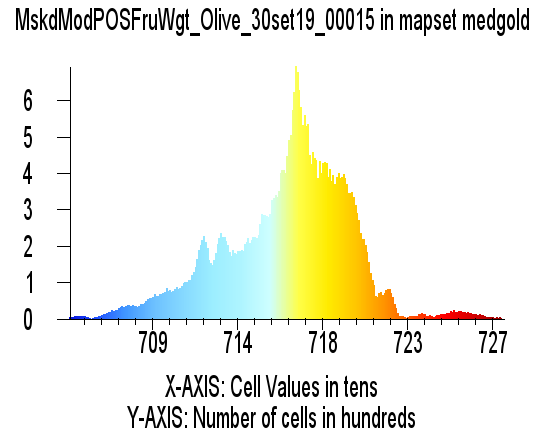 MskdModPOSFruWgt_Olive_30set19_00015 in mapset medgold
6
5
4
3
2
1
0
709 714 718 723 727
X-AXIS: Cell Values in tens
Y-AXIS: Number of cells in hundreds